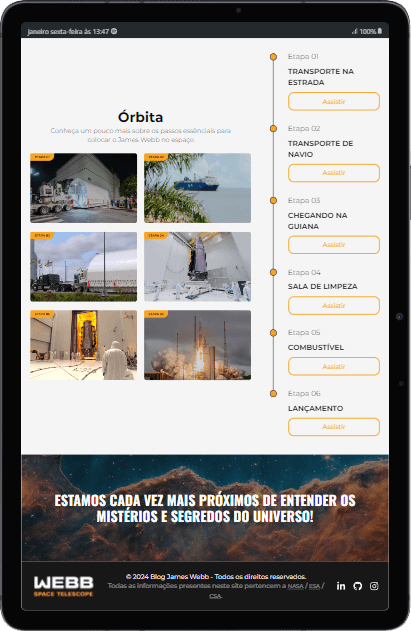 janeiro sexta-feira às 13:47
100%
Órbita
Conheça um pouco mais sobre os passos essênciais para
colocar o James Webb no espaço
ETAPA 01
ETAPA 02
ETAPA 03
ETAPA 04
ETAPA 05
ETAPA 06
Etapa 01
TRANSPORTE NA
ESTRADA
Assistir
Etapa 02
TRANSPORTE DE
NAVIO
Assistir
Etapa 03
CHEGANDO NA
GUIANA
Assistir
Etapa 04
SALA DE LIMPEZA
Assistir
Etapa 05
COMBUSTÍVEL
Assistir
Etapa 06
LANÇAMENTO
Assistir
ESTAMOS CADA VEZ MAIS PRÓXIMOS DE ENTENDER OS
MISTÉRIOS E SEGREDOS DO UNIVERSO!
WEBB
SPACE TELESCOPE
© 2024 Blog James Webb - Todos os direitos reservados.
Todas as informações presentes neste site pertencem a NASA / ESA /
CSA.
in